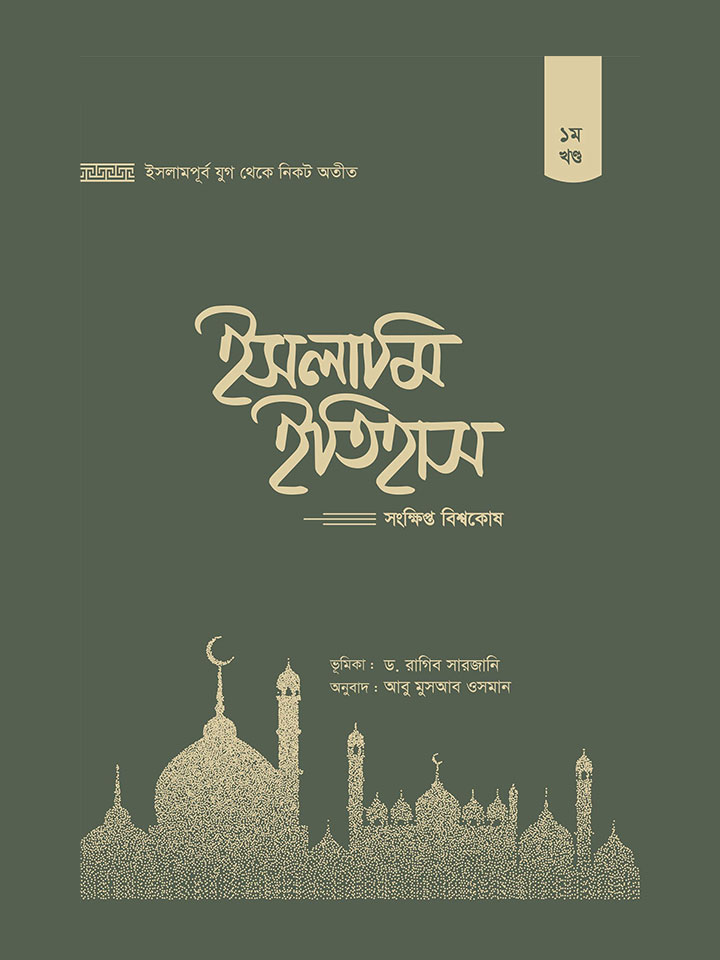 ১ম
খণ্ড
ইসলামপূর্ব যুগ থেকে নিকট অতীত
ইসলামি
ইতিহাস
সংক্ষিপ্ত বিশ্বকোষ
ভূমিকা : ড. রাগিব সারজানি
অনুবাদ : আবু মুসআব ওসমান